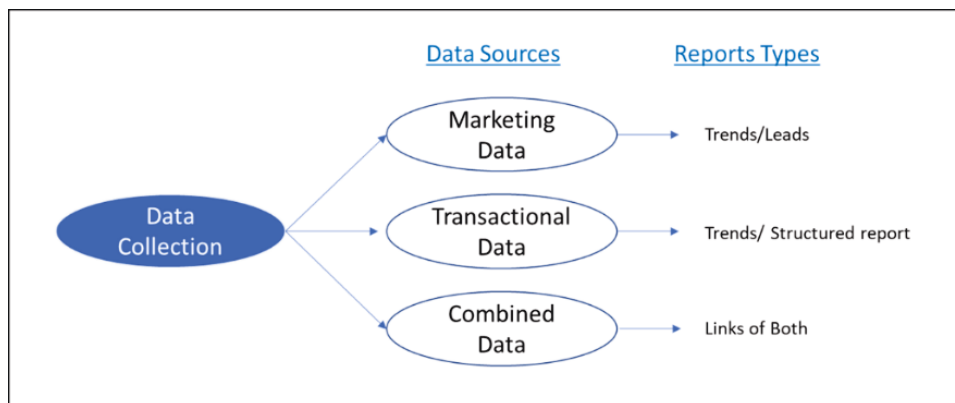 Data Sources
Reports Types
Marketing
Data
Trends/Leads
Data
Collection
Transactional
Data
Trends/ Structured report
Combined
Data
Links of Both